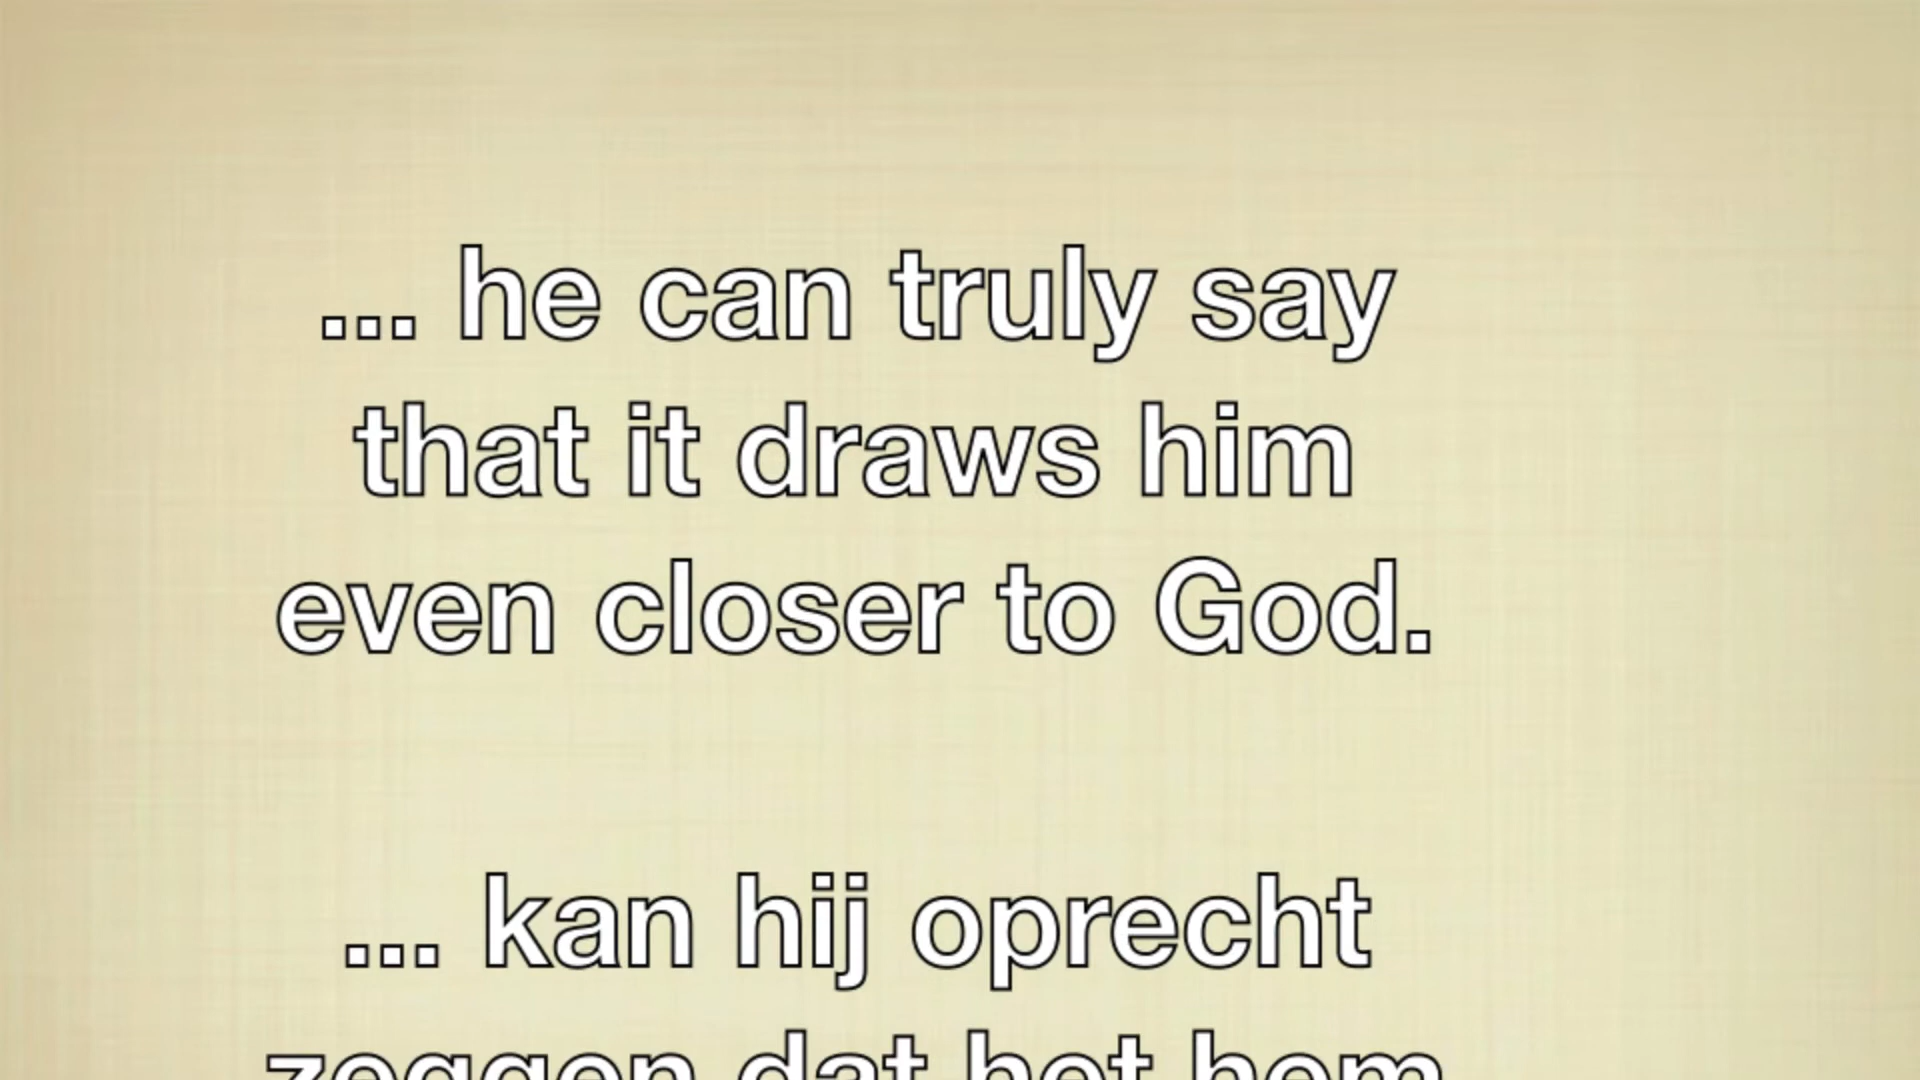 ... he can truly say
that it draws him
even closer to God.
... kan hij oprecht
zeggen dat het hem